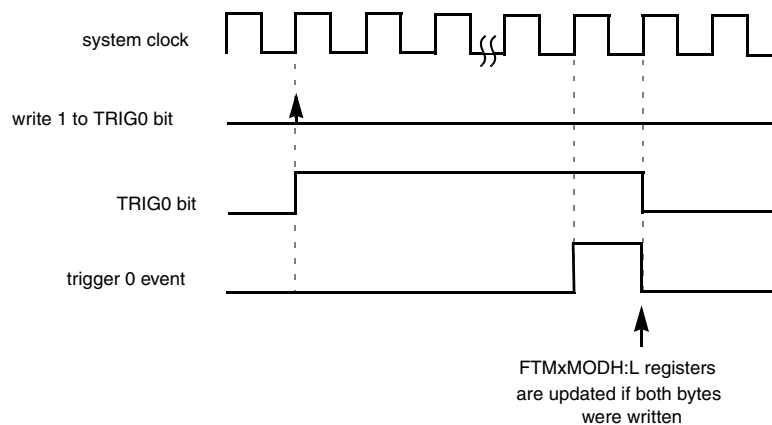 system clock
write 1 to TRIG0 bit
TRIG0 bit
trigger 0 event
FTMxMODH:L registers
are updated if both bytes
were written